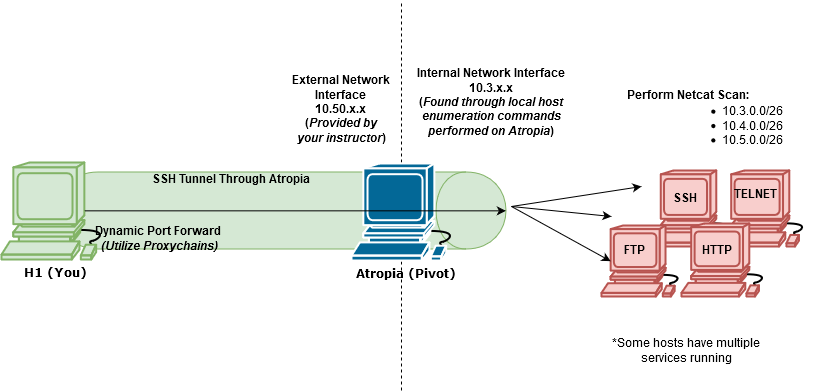 External Network
Interface
10.50.x.x
(Provided by
your instructor)
Internal Network Interface
10.3.x.x
(Found through local host
enumeration commands
performed on Atropia)
Perform Netcat Scan:
• 10.3.0.0/26
• 10.4.0.0/26
• 10.5.0.0/26
SSH Tunnel Through Atropia
Dynamic Port Forward
(Utilize Proxychains)
H1 (You)
Atropia (Pivot)
SSH
TELNET
FTP
HTTP
*Some hosts have multiple
services running